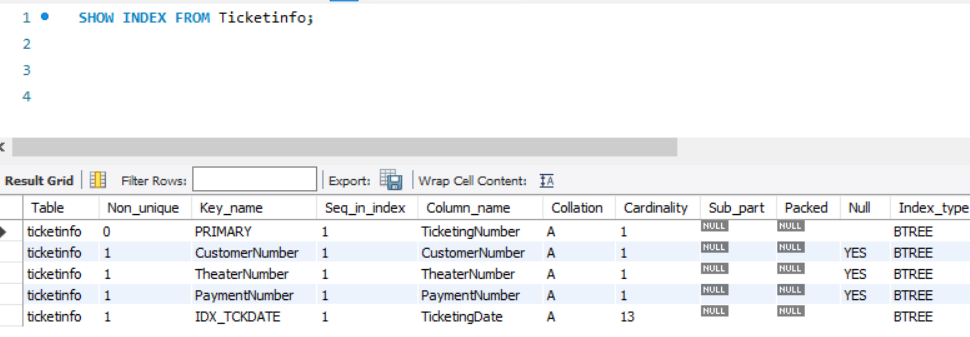 1 SHOW INDEX FROM Ticketinfo;
2
3
4
Result Grid Filter Rows: Export: Wrap Cell Content: IA
Table Non_unique Key_name Seq_in_index Column_name Collation Cardinality Sub_part Packed Null Index_type
ticketinfo 0 PRIMARY 1 TicketingNumber A 1 NULL NULL BTREE
ticketinfo 1 CustomerNumber 1 CustomerNumber A 1 NULL NULL YES BTREE
ticketinfo 1 TheaterNumber 1 TheaterNumber A 1 NULL NULL YES BTREE
ticketinfo 1 PaymentNumber 1 PaymentNumber A 1 NULL NULL YES BTREE
ticketinfo 1 IDX_TCKDATE 1 TicketingDate A 13 NULL NULL BTREE